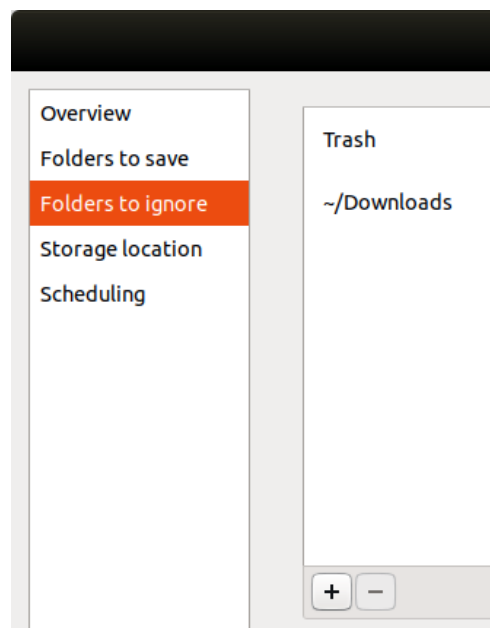 Overview
Folders to save
Folders to ignore
Storage location
Scheduling
Trash
~/Downloads
+ −